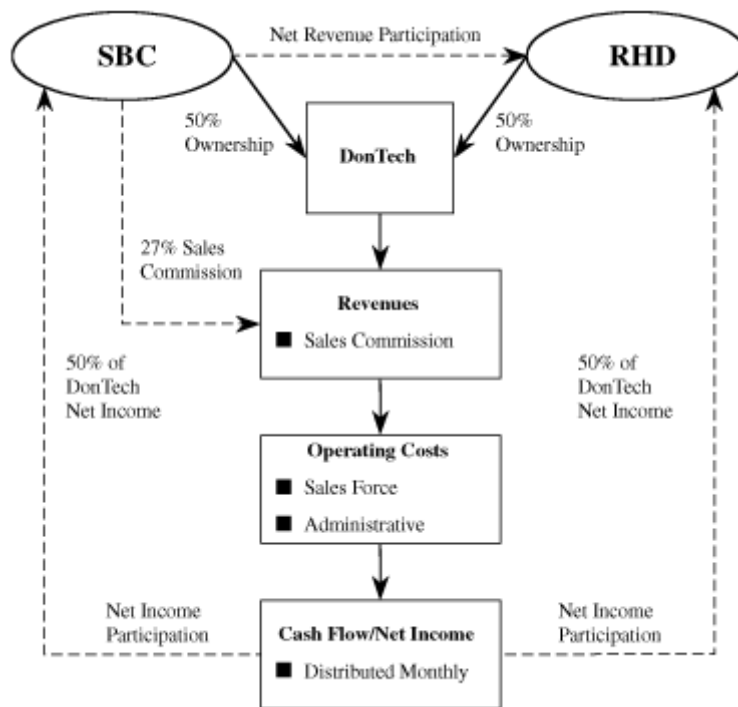 SBC
Net Revenue Participation
RHD
50%
Ownership
50%
Ownership
DonTech
27% Sales
Commission
Revenues
■ Sales Commission
50% of
DonTech
Net Income
50% of
DonTech
Net Income
Operating Costs
■ Sales Force
■ Administrative
Net Income
Participation
Net Income
Participation
Cash Flow/Net Income
■ Distributed Monthly